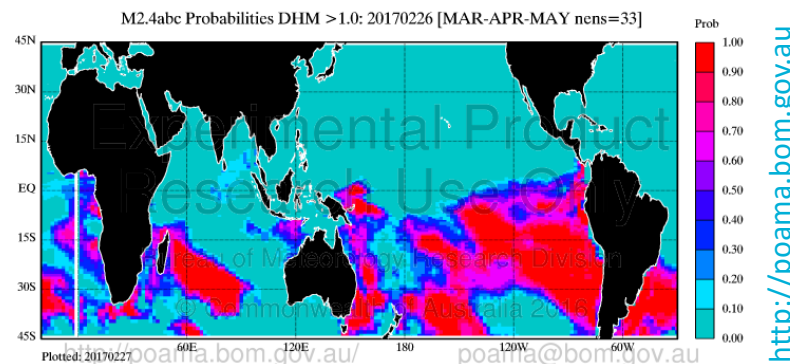 M2.4abc Probabilities DHM >1.0: 20170226 [MAR-APR-MAY nens=33]
Prob
45N
30N
15N
EQ
15S
30S
45S
60E
120E
180
120W
60W
1.00
0.90
0.80
0.70
0.60
0.50
0.40
0.30
0.20
0.10
0.00
Experimental Product
Research Use Only
Bureau of Meteorology Research Division
© Commonwealth of Australia 2016
http://poama.bom.gov.au/
poama@bom.gov.au
Plotted: 20170227
http://poama.bom.gov.au